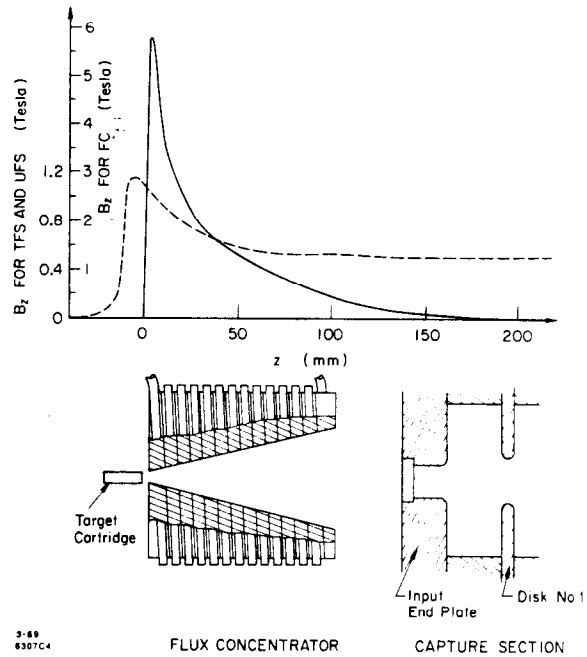 B_z FOR TFS AND UFS (Tesla)
1.2
0.8
0.4
0
B_z FOR FC (Tesla)
6
5
4
3
2
1
0
50
100
150
200
z (mm)
Target
Cartridge
Input
End Plate
Disk No 1
3-89
6307C4
FLUX CONCENTRATOR
CAPTURE SECTION